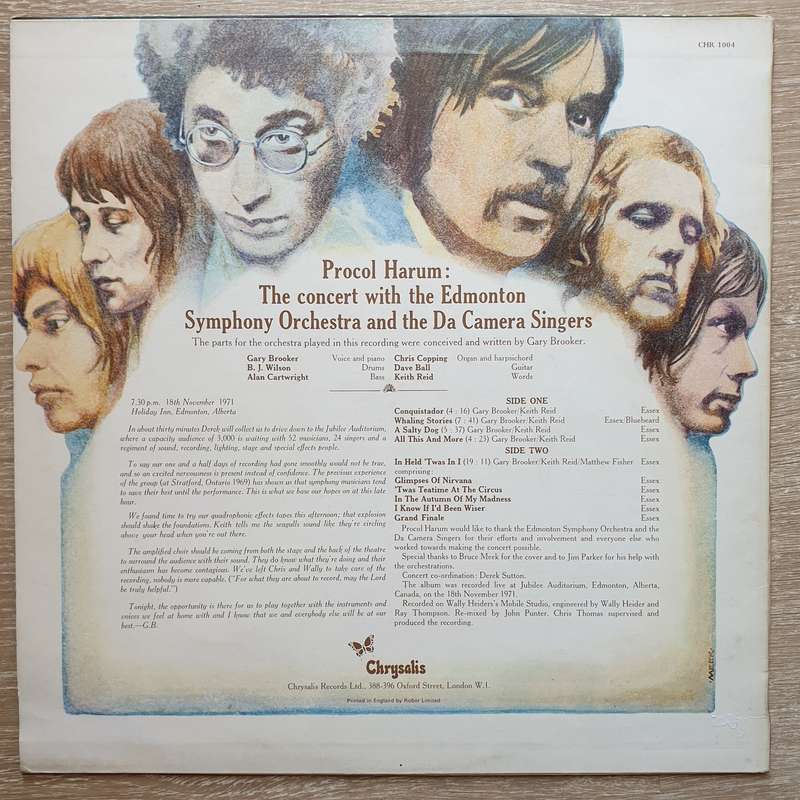 CHR 1004
Procol Harum:
The concert with the Edmonton
Symphony Orchestra and the Da Camera Singers
The parts for the orchestra played in this recording were conceived and written by Gary Brooker.
Gary Brooker Voice and piano Chris Copping Organ and harpsichord
B. J. Wilson Drums Dave Ball Guitar
Alan Cartwright Bass Keith Reid Words
7.30 p.m. 18th November 1971
Holiday Inn, Edmonton, Alberta
In about thirty minutes Derek will collect us to drive down to the Jubilee Auditorium,
where a capacity audience of 3,000 is waiting with 52 musicians, 24 singers and a
regiment of sound, recording, lighting, stage and special effects people.
To say our one and a half days of recording had gone smoothly would not be true,
and so an excited nervousness is present instead of confidence. The previous experience
of the group (at Stratford, Ontario 1969) has shown us that symphony musicians tend
to save their best until the performance. This is what we base our hopes on at this late
hour.
We found time to try our quadrophonic effects tapes this afternoon; that explosion
should shake the foundations. Keith tells me the seagulls sound like they're circling
above your head when you're out there.
The amplified choir should be coming from both the stage and the back of the theatre
to surround the audience with their sound. They do know what they're doing and their
enthusiasm has become contagious. We've left Chris and Wally to take care of the
recording, nobody is more capable. ("For what they are about to record, may the Lord
be truly helpful.")
Tonight, the opportunity is there for us to play together with the instruments and
voices we feel at home with and I know that we and everybody else will be at our
best.—G.B.
SIDE ONE
Conquistador (4 : 16) Gary Brooker/Keith Reid Essex
Whaling Stories (7 : 41) Gary Brooker/Keith Reid Essex/Bluebeard
A Salty Dog (5 : 37) Gary Brooker/Keith Reid Essex
All This And More (4 : 23) Gary Brooker/Keith Reid Essex
SIDE TWO
In Held 'Twas In I (19 : 11) Gary Brooker/Keith Reid/Matthew Fisher Essex
comprising:
Glimpses Of Nirvana Essex
'Twas Teatime At The Circus Essex
In The Autumn Of My Madness Essex
I Know If I'd Been Wiser Essex
Grand Finale Essex
Procol Harum would like to thank the Edmonton Symphony Orchestra and the
Da Camera Singers for their efforts and involvement and everyone else who
worked towards making the concert possible.
Special thanks to Bruce Meek for the cover and to Jim Parker for his help with
the orchestrations.
Concert co-ordination: Derek Sutton.
The album was recorded live at Jubilee Auditorium, Edmonton, Alberta,
Canada, on the 18th November 1971.
Recorded on Wally Heider's Mobile Studio, engineered by Wally Heider and
Ray Thompson. Re-mixed by John Punter. Chris Thomas supervised and
produced the recording.
MEEK
Chrysalis
Chrysalis Records Ltd., 388-396 Oxford Street, London W.1.
Printed in England by Robor Limited